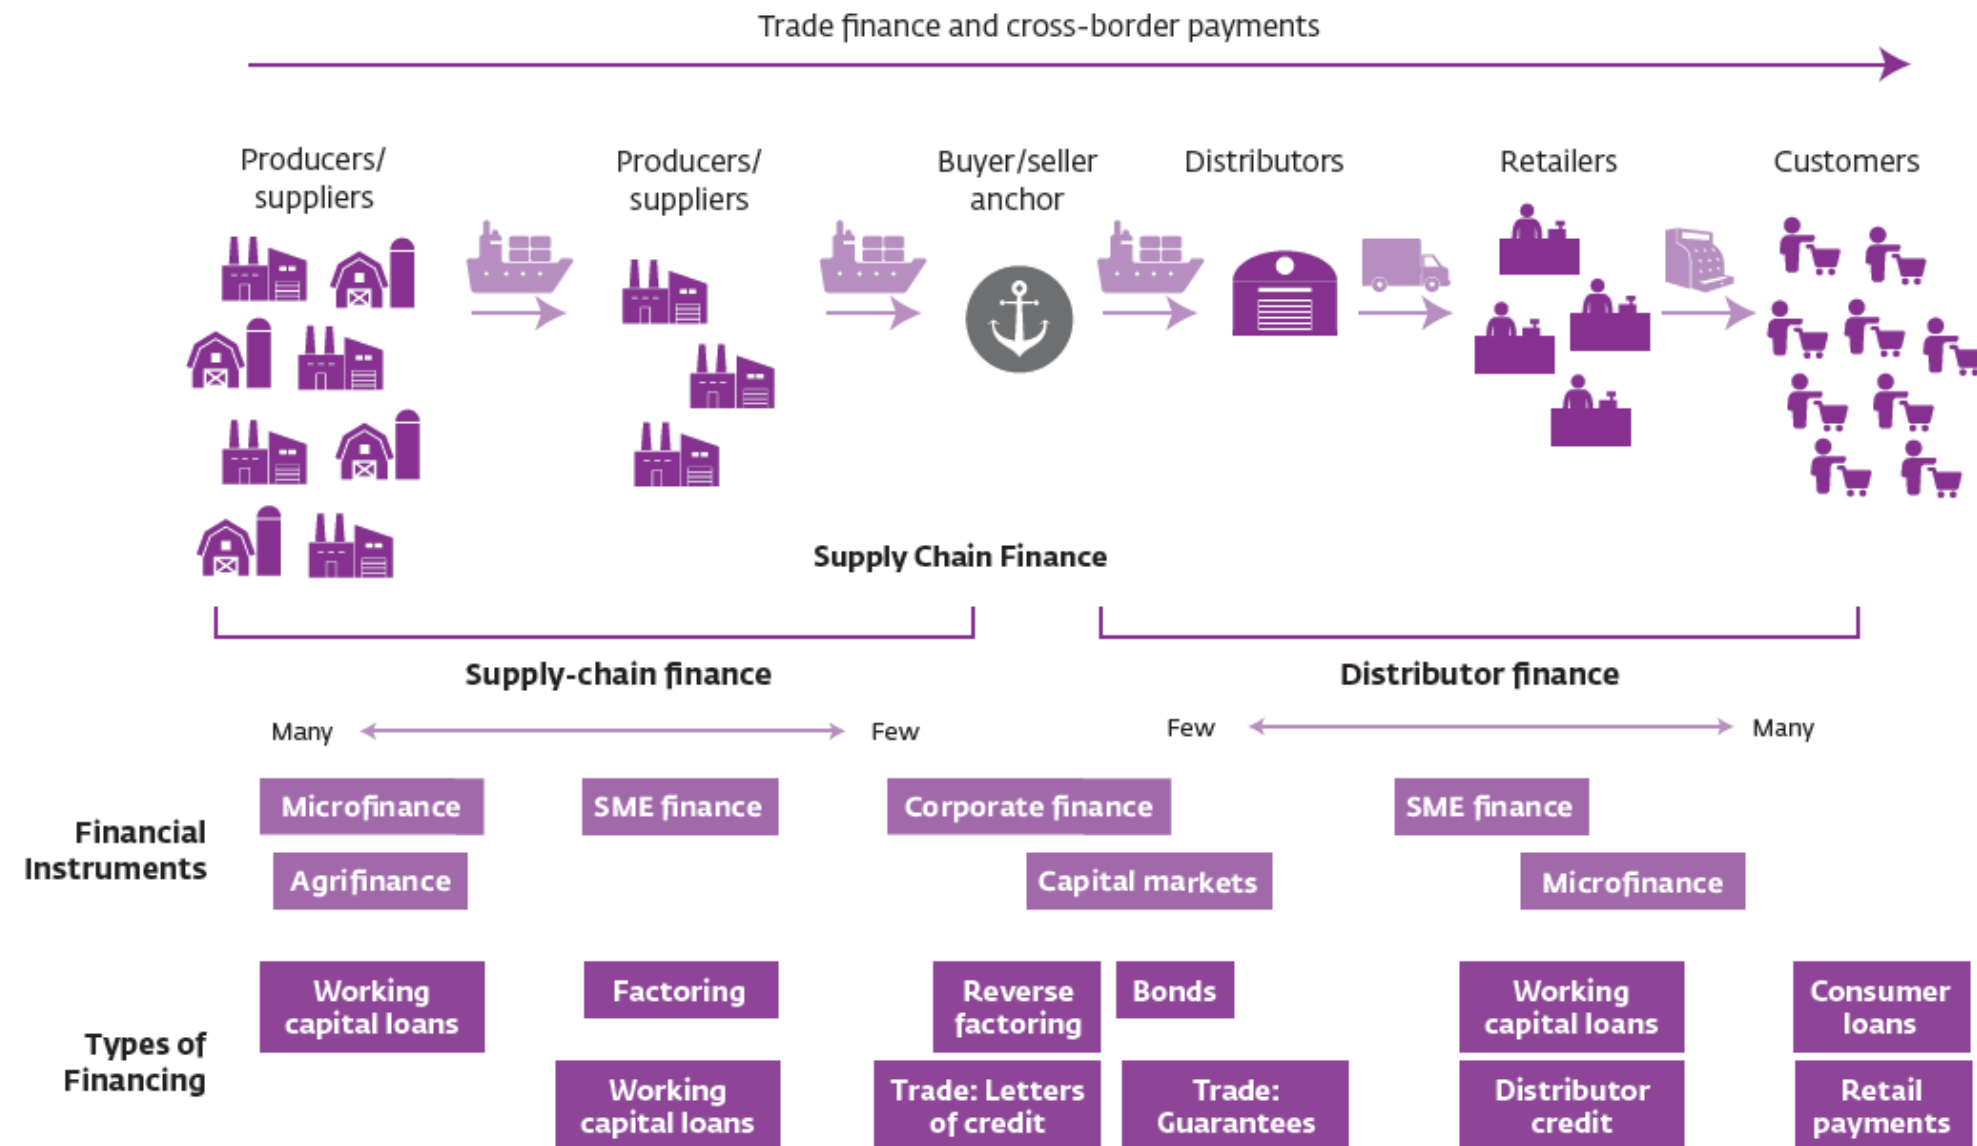 Trade finance and cross-border payments
Producers/
suppliers
Producers/
suppliers
Buyer/seller
anchor
Distributors
Retailers
Customers
Supply Chain Finance
Supply-chain finance
Distributor finance
Many
Few
Few
Many
Financial
Instruments
Microfinance
SME finance
Corporate finance
SME finance
Agrifinance
Capital markets
Microfinance
Types of
Financing
Working
capital loans
Factoring
Reverse
factoring
Bonds
Working
capital loans
Consumer
loans
Working
capital loans
Trade: Letters
of credit
Trade:
Guarantees
Distributor
credit
Retail
payments